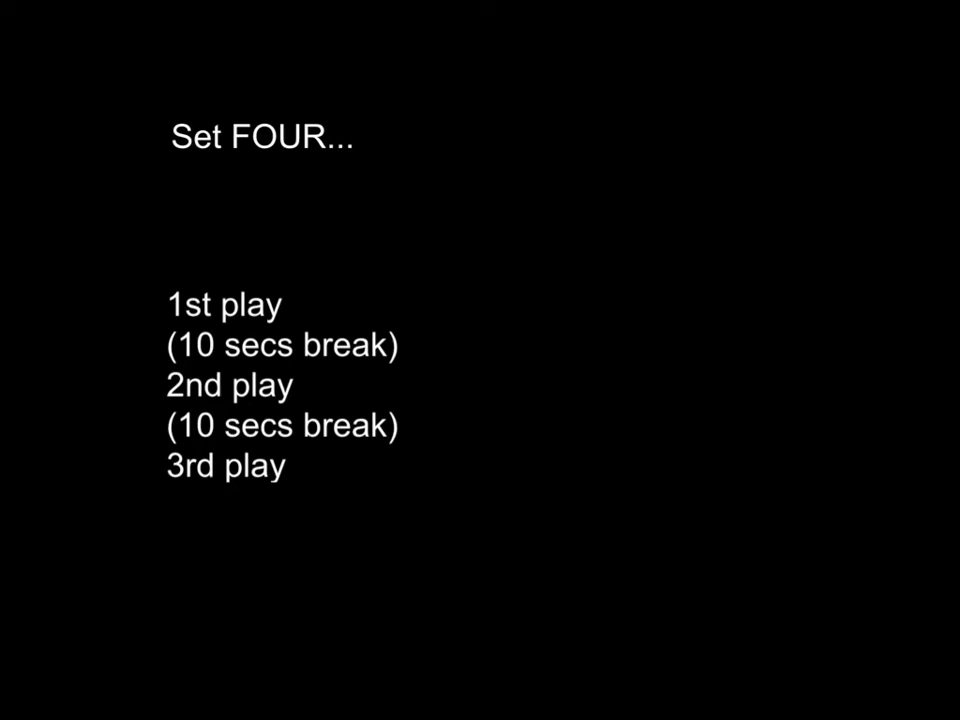 Set FOUR...
1st play
(10 secs break)
2nd play
(10 secs break)
3rd play